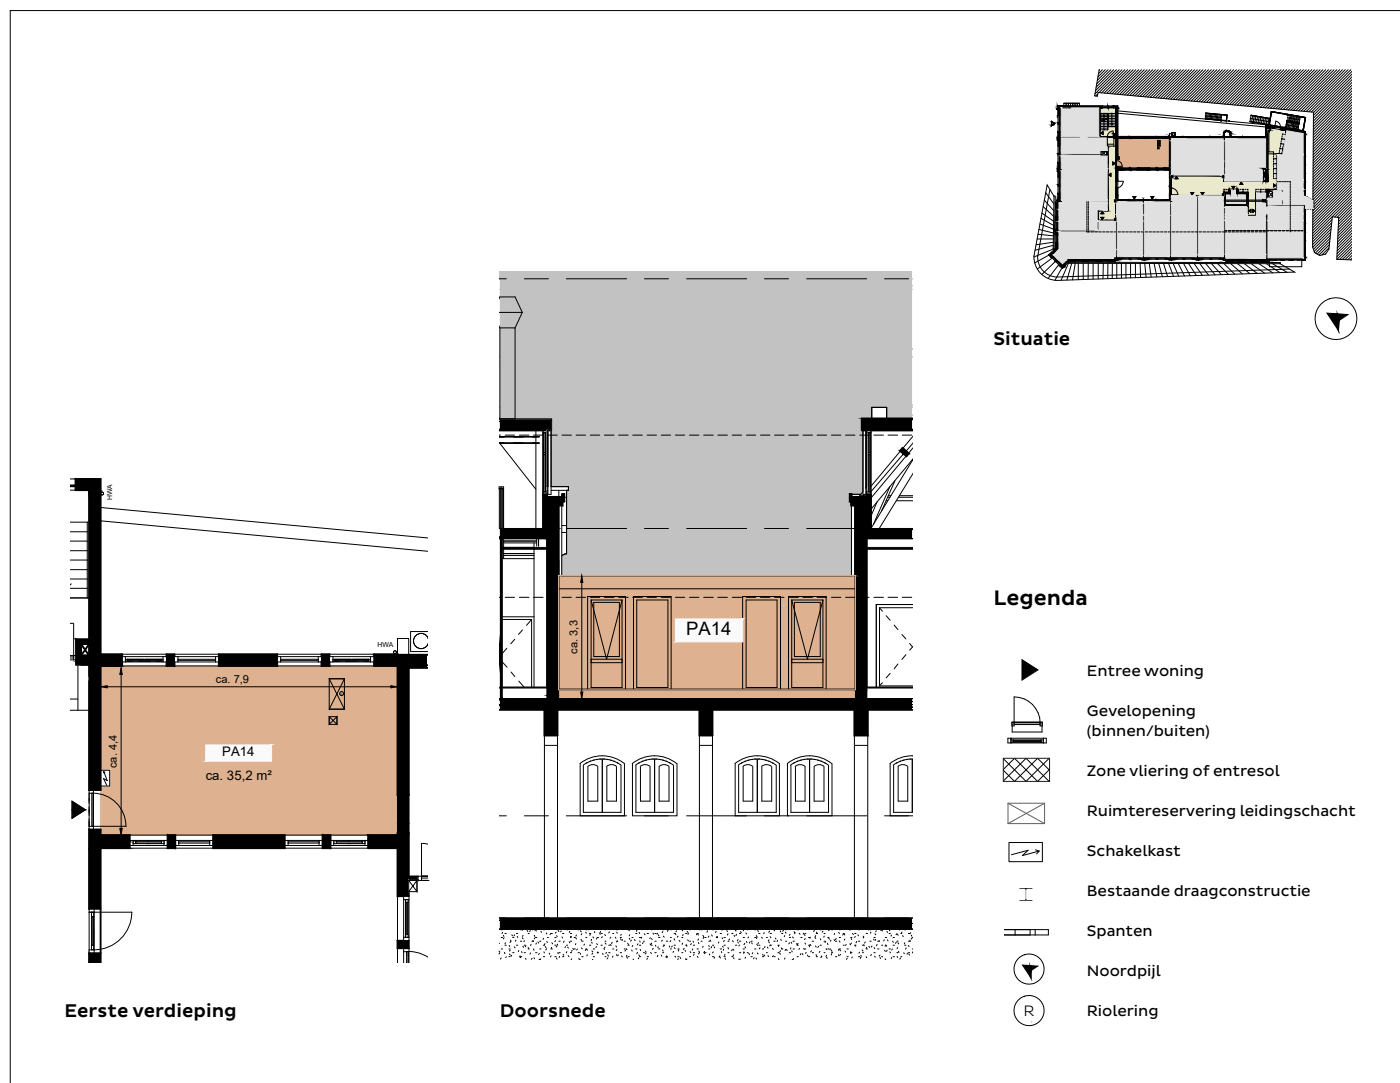 Situatie
HWA
HWA
ca. 7,9
ca. 4,4
PA14
ca. 35,2 m²
Eerste verdieping
ca. 3,3
PA14
Doorsnede
Legenda
Entree woning
Gevelopening
(binnen/buiten)
Zone vliering of entresol
Ruimtereservering leidingschacht
Schakelkast
Bestaande draagconstructie
Spanten
Noordpijl
R
Riolering